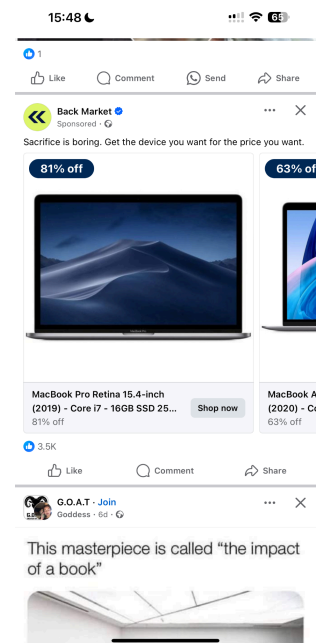 15:48
65
1
Like Comment Send Share
Back Market
Sponsored ·
Sacrifice is boring. Get the device you want for the price you want.
81% off
63% of
MacBook Pro Retina 15.4-inch
(2019) - Core i7 - 16GB SSD 25...
81% off
Shop now
MacBook A
(2020) - Co
63% off
3.5K
Like Comment Share
G.O.A.T · Join
Goddess · 6d ·
This masterpiece is called “the impact
of a book”